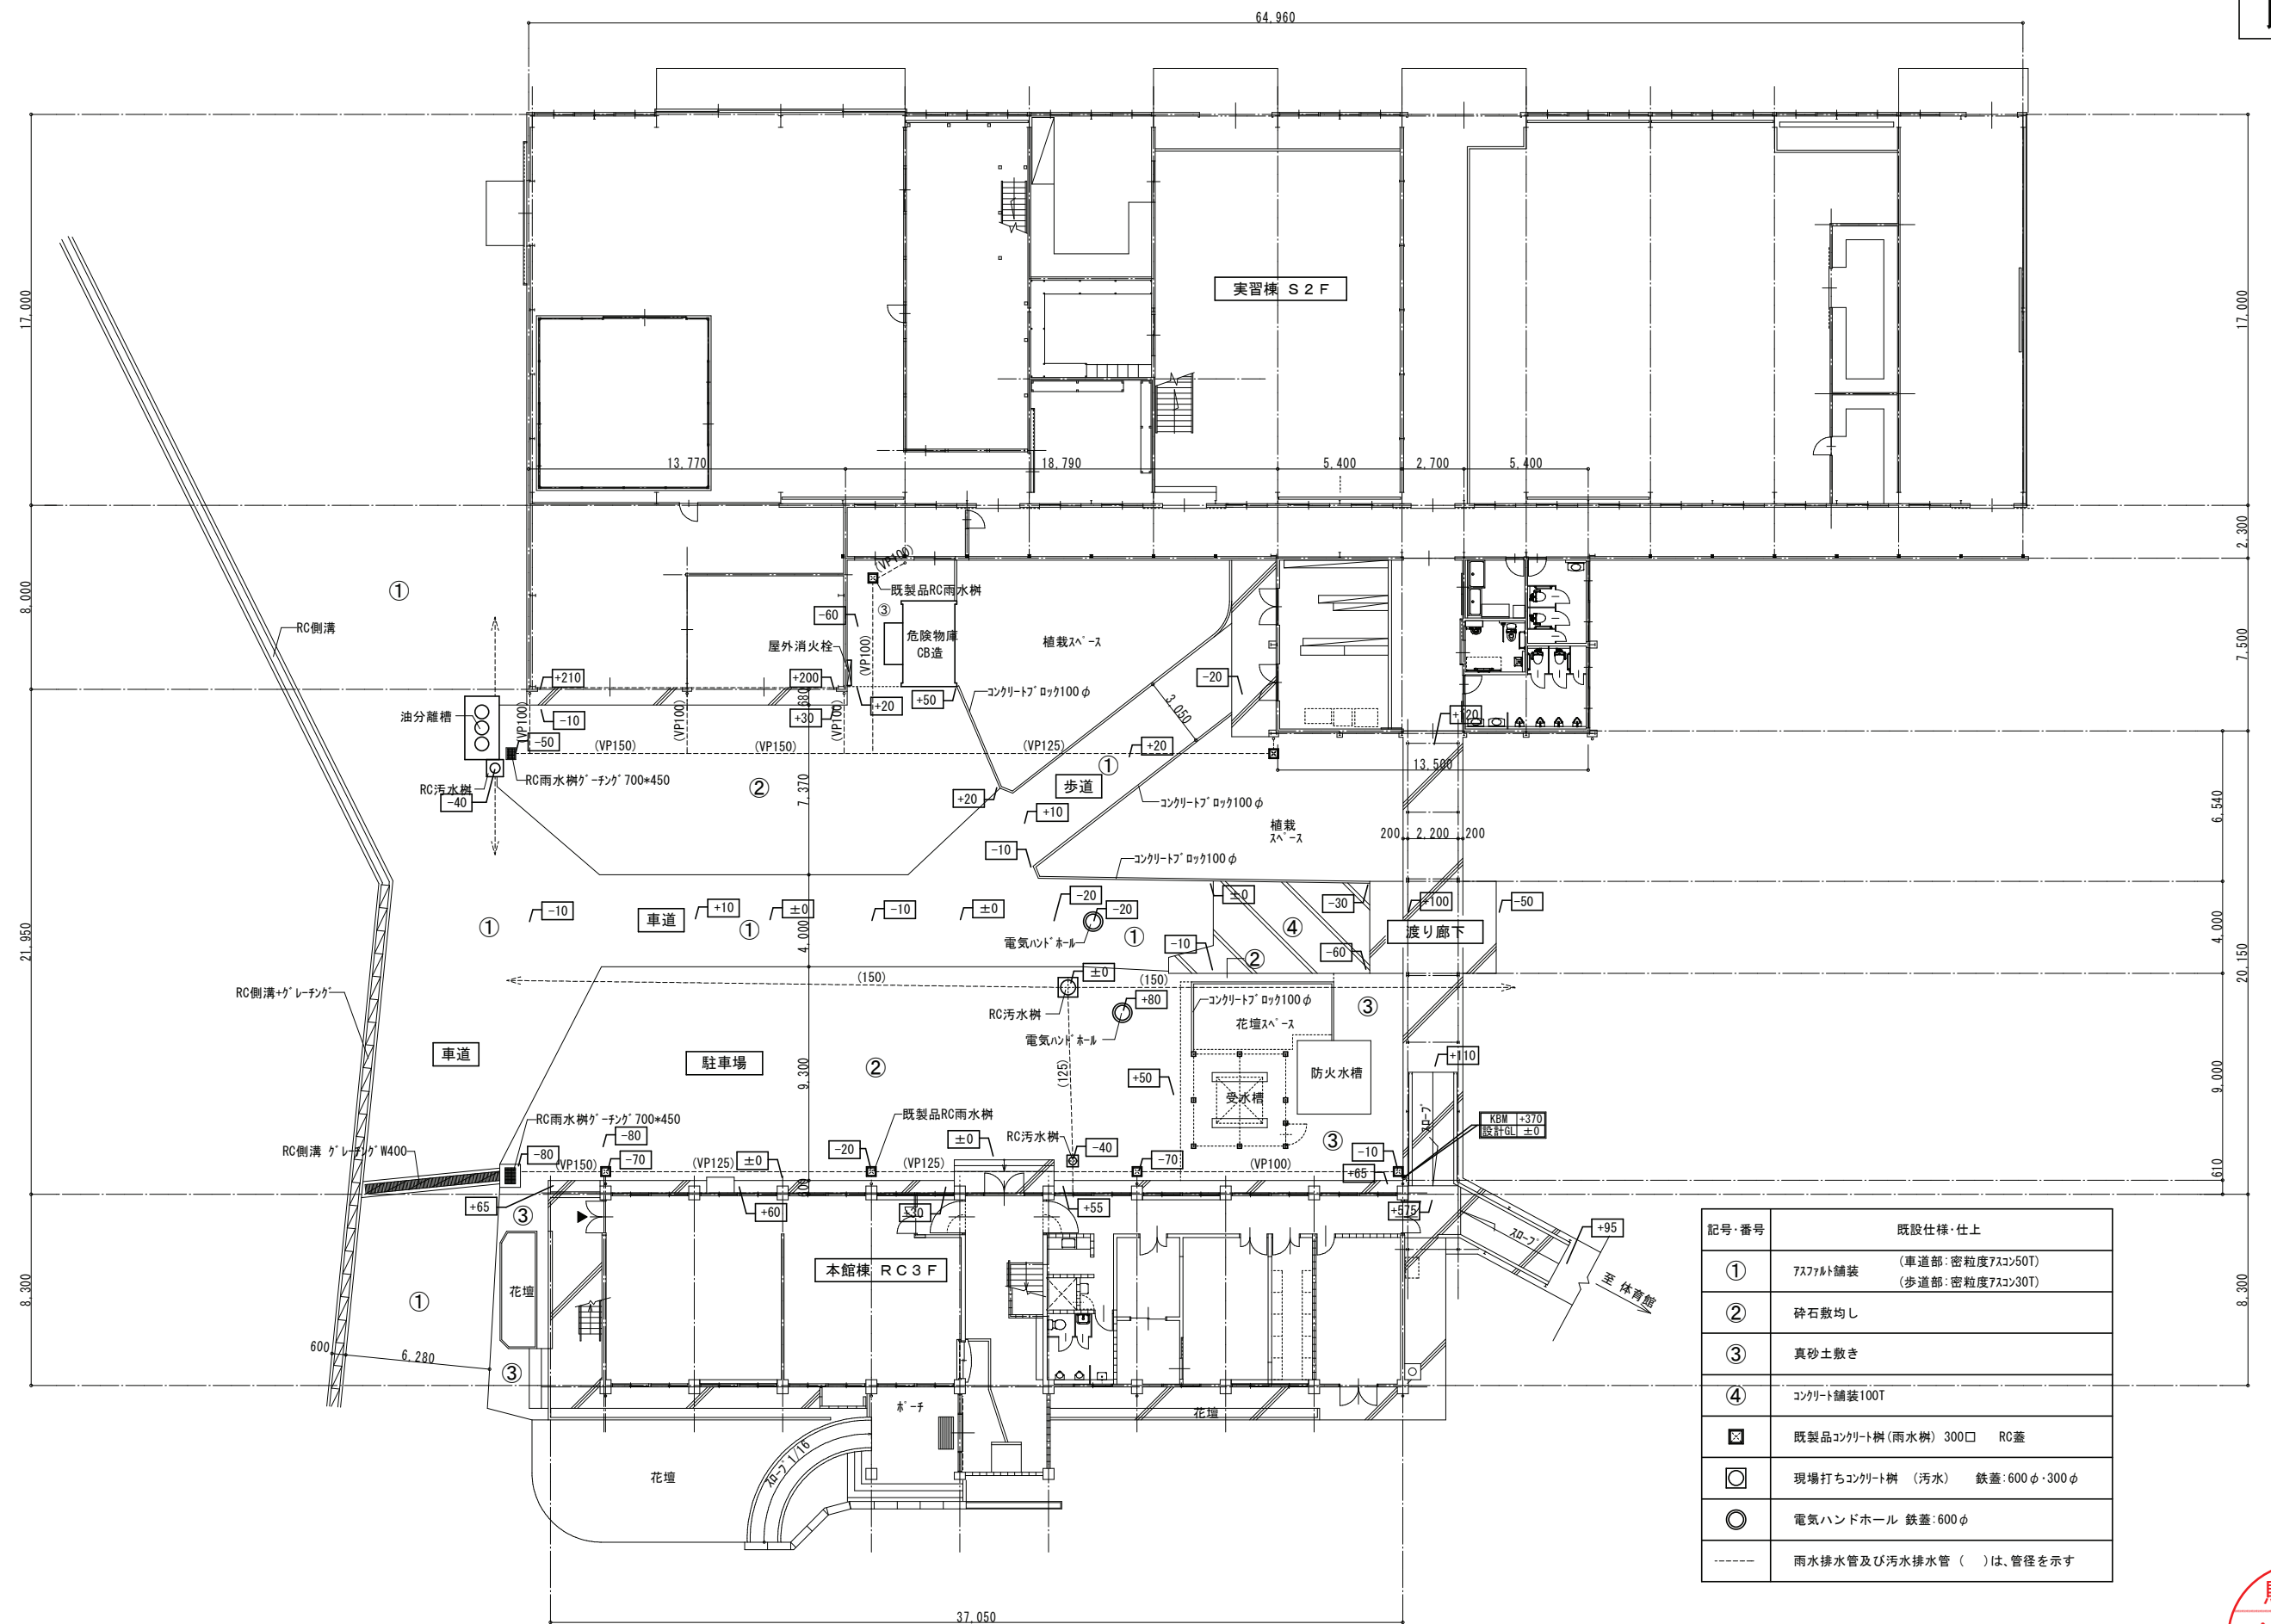 64,960
17,000
17,000
実習棟 S2F
13,770
18,790
5,400
2,700
5,400
2,300
8,000
7,500
①
RC側溝
(VP100)
既製品RC雨水桝
③
-60
危険物庫
CB造
(VP100)
屋外消火栓
植栽スペース
+210
+200
680
-20
+20
+50
コンクリートブロック100φ
3,050
油分離槽
(VP100)
-10
(VP100)
+30
(VP100)
-50
(VP150)
(VP150)
(VP125)
+20
①
13,500
RC雨水桝グーチング700*450
RC汚水桝
-40
②
7,370
歩道
+20
+10
コンクリートブロック100φ
植栽
スペース
200
2,200
200
6,540
-10
コンクリートブロック100φ
①
-10
車道
+10
①
±0
4,000
-10
±0
-20
-20
電気ハンドホール
①
±0
-30
④
+100
-50
渡り廊下
4,000
-10
-60
②
21,950
20,150
(150)
±0
(150)
RC側溝+グレーチング
RC汚水桝
+80
電気ハンドホール
コンクリートブロック100φ
花壇スペース
③
車道
駐車場
9,300
②
(125)
+50
受水槽
防火水槽
+110
9,000
スロープ
RC雨水桝グーチング700*450
既製品RC雨水桝
KBM +370
設計GL ±0
RC側溝 グレーチングW400
-80
-80
-70
(VP150)
(VP125)
±0
-20
(VP125)
±0
RC汚水桝
-40
-70
(VP100)
③
-10
+65
610
+65
③
+60
+55
+575
+95
スロープ
至 体育館
8,300
8,300
①
花壇
本館棟 RC3F
600
6,280
③
ポーチ
花壇
花壇
スロープ1/16
37,050
記号・番号 既設仕様・仕上
① アスファルト舗装 (車道部:密粒度アスコン50T)
(歩道部:密粒度アスコン30T)
② 砕石敷均し
③ 真砂土敷き
④ コンクリート舗装100T
既製品コンクリート桝(雨水桝) 300口 RC蓋
現場打ちコンクリート桝 (汚水) 鉄蓋:600φ・300φ
電気ハンドホール 鉄蓋:600φ
雨水排水管及び汚水排水管 ( )は、管径を示す